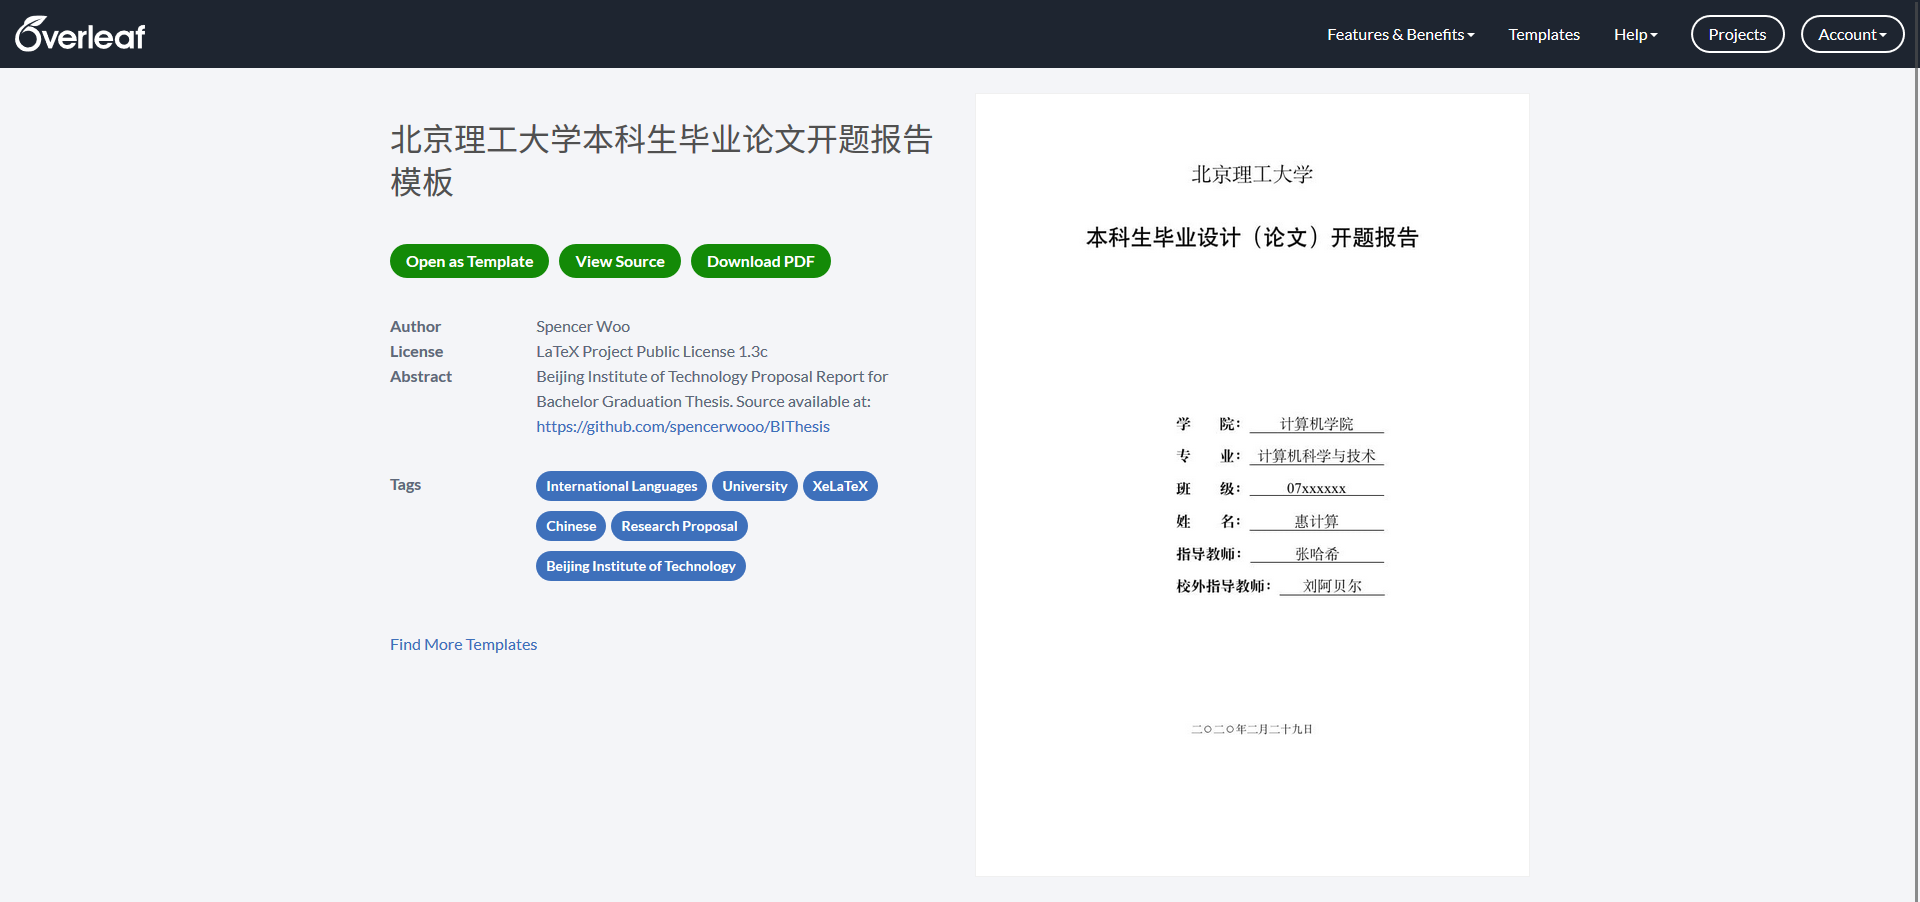 Overleaf
Features & Benefits
Templates
Help
Projects
Account
北京理工大学本科生毕业论文开题报告
模板
Open as Template
View Source
Download PDF
Author Spencer Woo
License LaTeX Project Public License 1.3c
Abstract Beijing Institute of Technology Proposal Report for
Bachelor Graduation Thesis. Source available at:
https://github.com/spencerwooo/BIThesis
Tags International Languages University XeLaTeX
Chinese Research Proposal
Beijing Institute of Technology
Find More Templates
北京理工大学
本科生毕业设计（论文）开题报告
学 院： 计算机学院
专 业： 计算机科学与技术
班 级： 07xxxxxx
姓 名： 惠计算
指导教师： 张哈希
校外指导教师： 刘阿贝尔
二〇二〇年二月二十九日